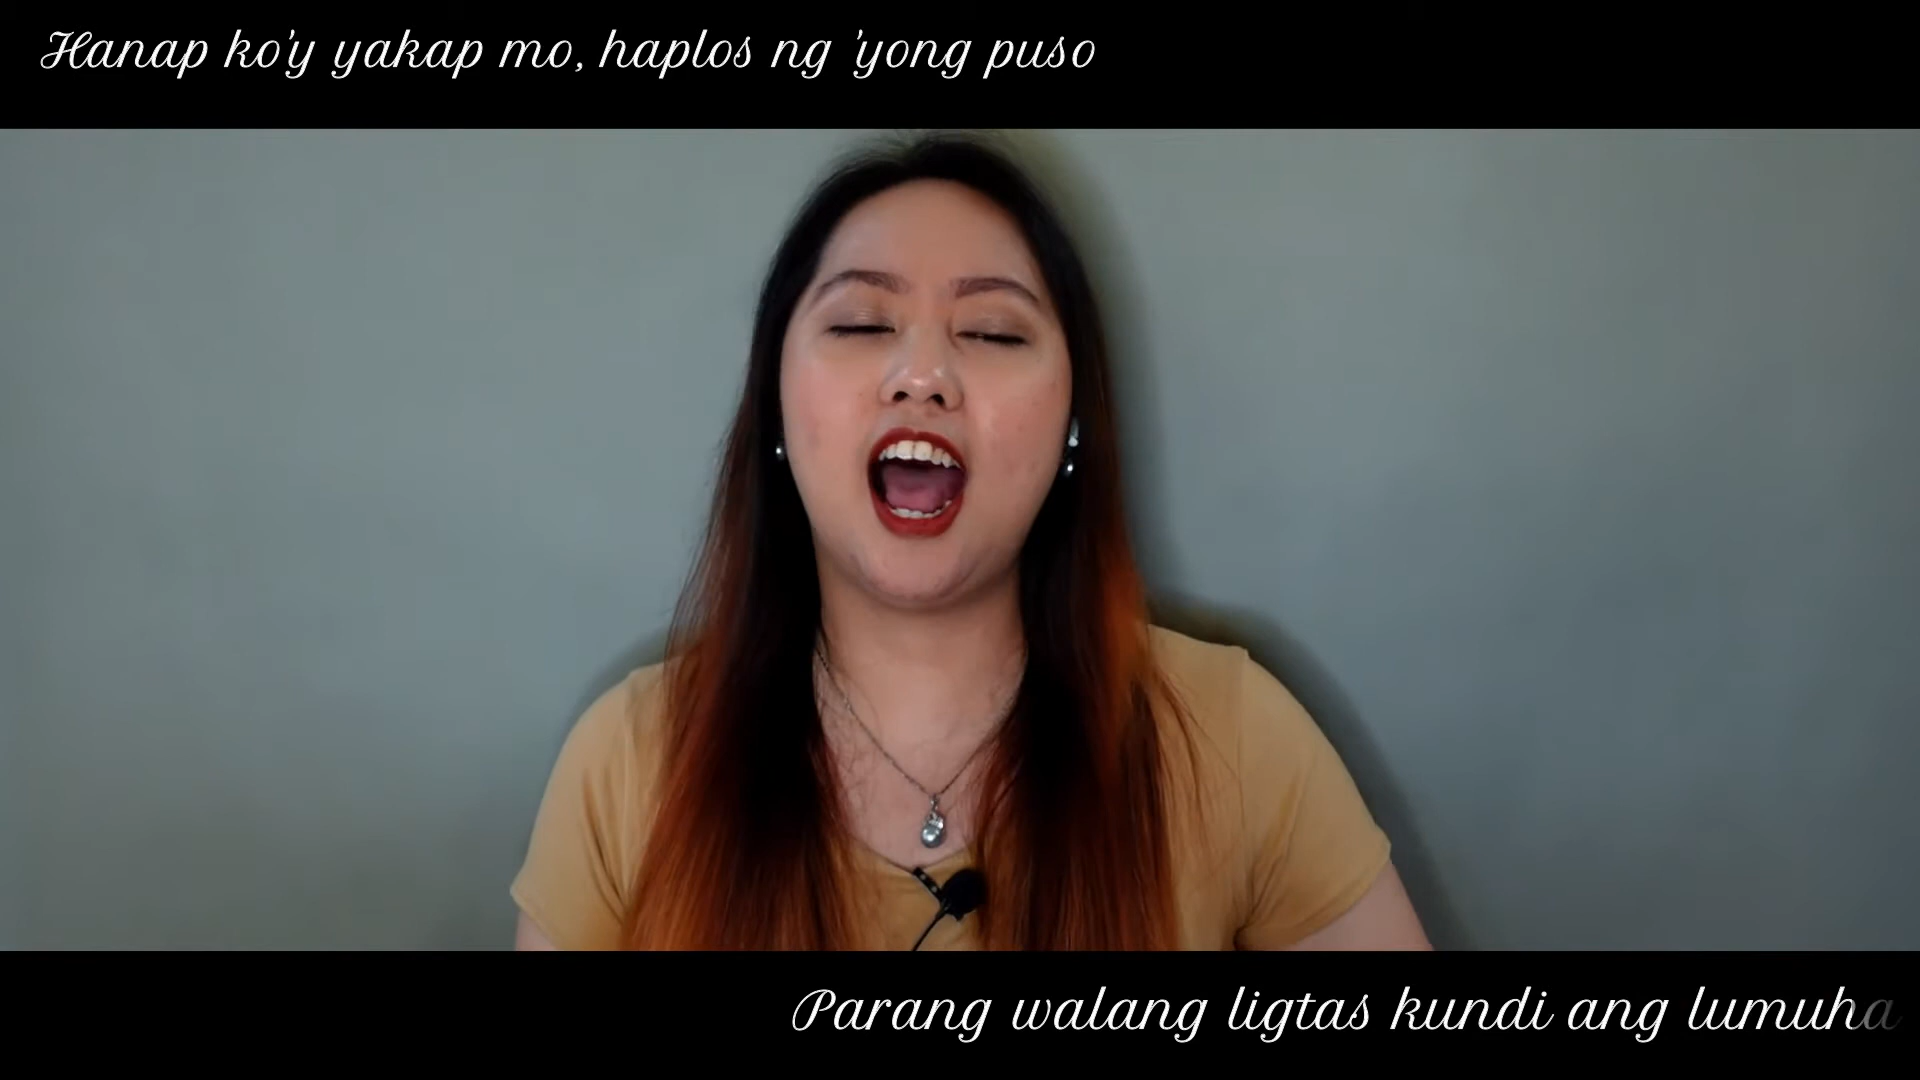 Hanap ko'y yakap mo, haplos ng 'yong puso
Parang walang ligtas kundi ang lumuha